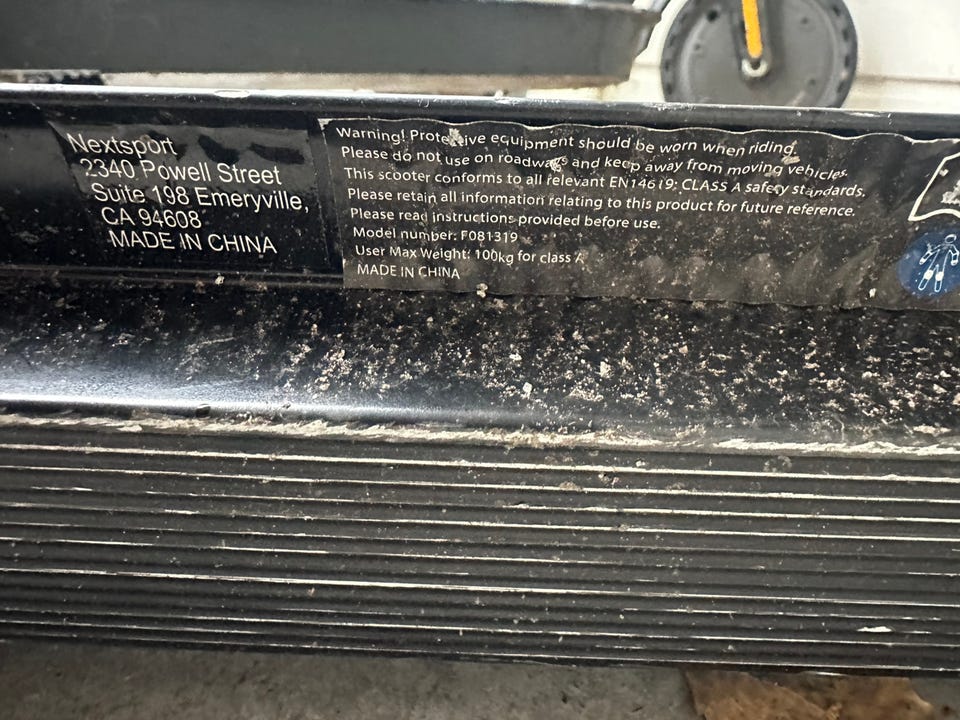 Nextsport
2340 Powell Street
Suite 198 Emeryville,
CA 94608
MADE IN CHINA
Warning! Protective equipment should be worn when riding.
Please do not use on roadways and keep away from moving vehicles.
This scooter conforms to all relevant EN14619: CLASS A safety standards.
Please retain all information relating to this product for future reference.
Please read instructions provided before use.
Model number: F081319
User Max Weight: 100kg for class A
MADE IN CHINA